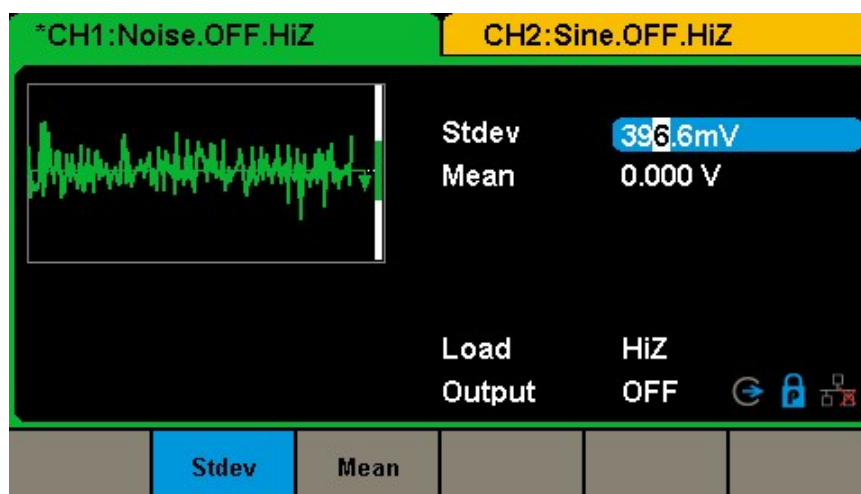 *CH1:Noise.OFF.HiZ CH2:Sine.OFF.HiZ
Stdev 396.6mV
Mean 0.000 V
Load HiZ
Output OFF P
Stdev Mean